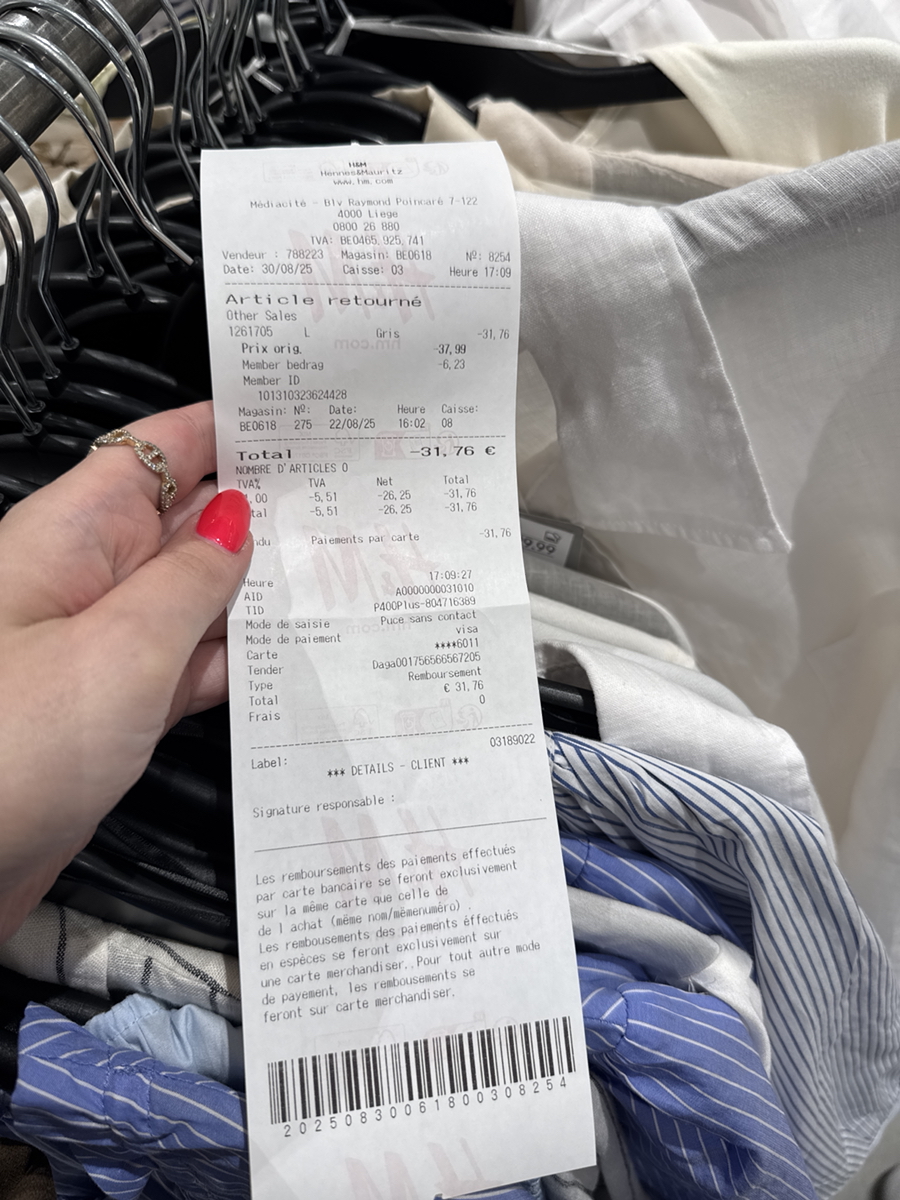 H&M
Hennes&Mauritz
www.hm.com
Médiacité - Blv Raymond Poincaré 7-122
4000 Liege
0800 26 880
TVA: BE0465.925,741
Vendeur : 788223 Magasin: BE0618 Nº: 8254
Date: 30/08/25 Caisse: 03 Heure 17:09
Article retourné
Other Sales
1261705 L Gris -31,76
Prix orig. -37,99
Member bedrag -6,23
Member ID
101310323624428
Magasin: Nº: Date: Heure Caisse:
BE0618 275 22/08/25 16:02 08
Total -31,76 €
NOMBRE D'ARTICLES 0
TVA% TVA Net Total
,00 -5,51 -26,25 -31,76
tal -5,51 -26,25 -31,76
ndu Paiements par carte -31,76
Heure 17:09:27
AID A0000000031010
TID P400Plus-804716389
Mode de saisie Puce sans contact
Mode de paiement visa
Carte ****6011
Tender Daga001756566567205
Type Remboursement
Total € 31,76
Frais 0
Label: 03189022
*** DETAILS - CLIENT ***
Signature responsable :
Les remboursements des paiements effectués
par carte bancaire se feront exclusivement
sur la même carte que celle de
de l achat (même nom/mêmenuméro) .
Les rembousements des paiements éffectués
en espèces se feront exclusivement sur
une carte merchandiser. .Pour tout autre mode
de payement, les rembousements se
feront sur carte merchandiser.
2025083006180030​8254